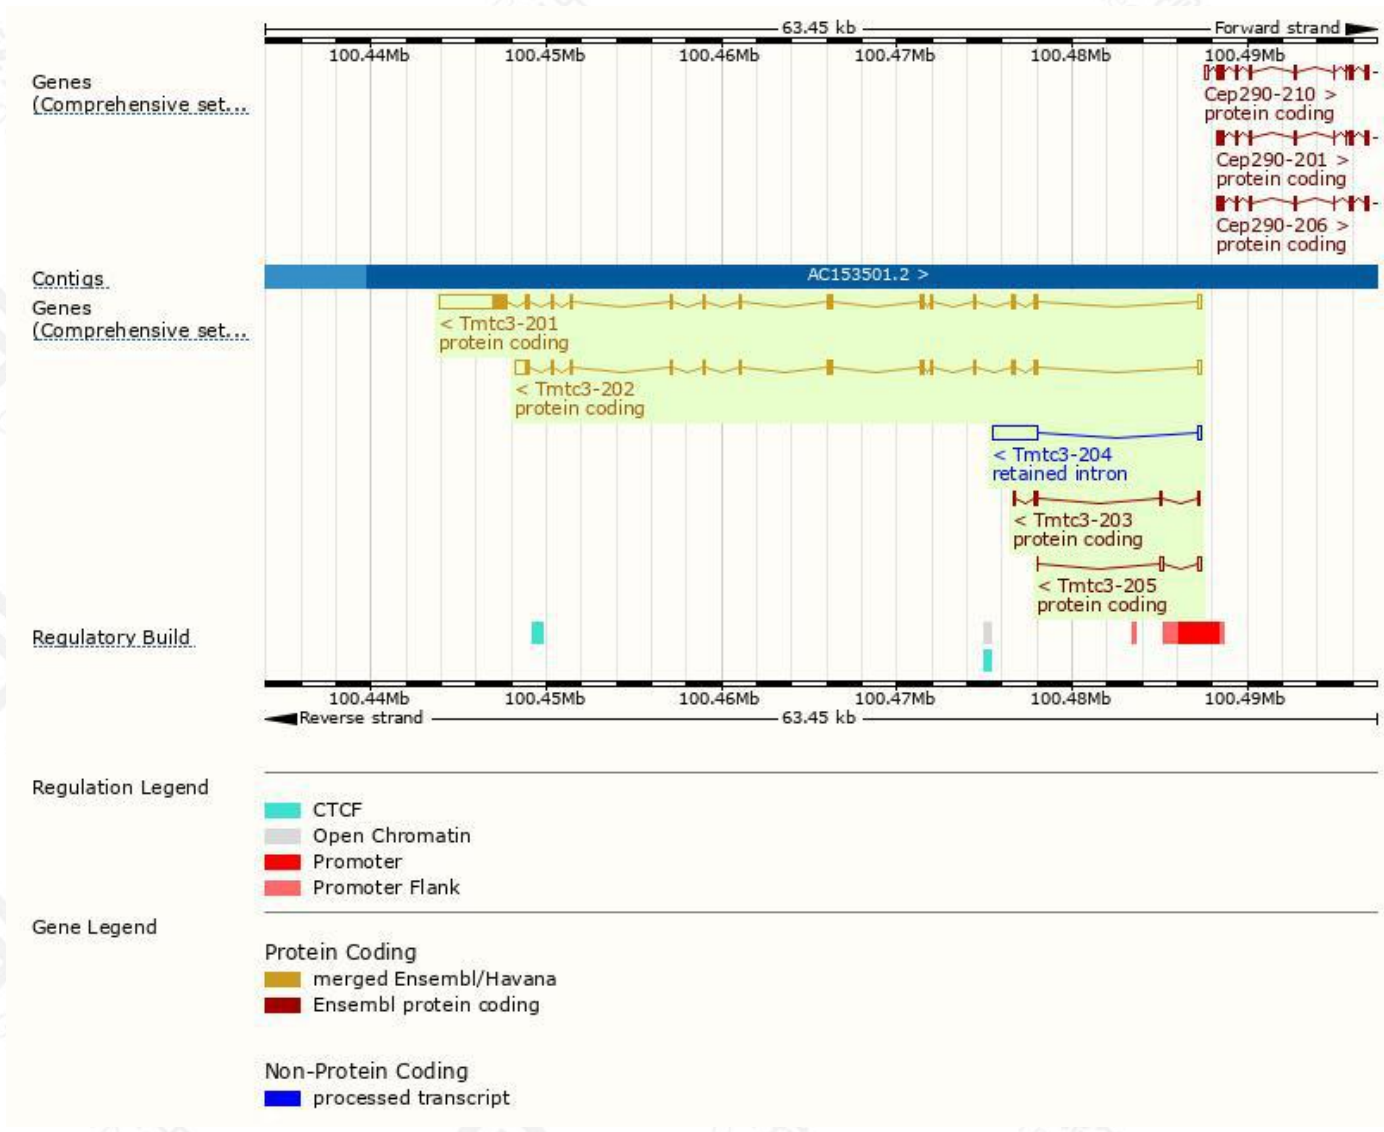 63.45 kb
Forward strand
100.44Mb 100.45Mb 100.46Mb 100.47Mb 100.48Mb 100.49Mb
Genes
(Comprehensive set...
Cep290-210 >
protein coding
Cep290-201 >
protein coding
Cep290-206 >
protein coding
Contigs
AC153501.2 >
Genes
(Comprehensive set...
< Tmtc3-201
protein coding
< Tmtc3-202
protein coding
< Tmtc3-204
retained intron
< Tmtc3-203
protein coding
< Tmtc3-205
protein coding
Regulatory Build
100.44Mb 100.45Mb 100.46Mb 100.47Mb 100.48Mb 100.49Mb
Reverse strand
63.45 kb
Regulation Legend
CTCF
Open Chromatin
Promoter
Promoter Flank
Gene Legend
Protein Coding
merged Ensembl/Havana
Ensembl protein coding
Non-Protein Coding
processed transcript